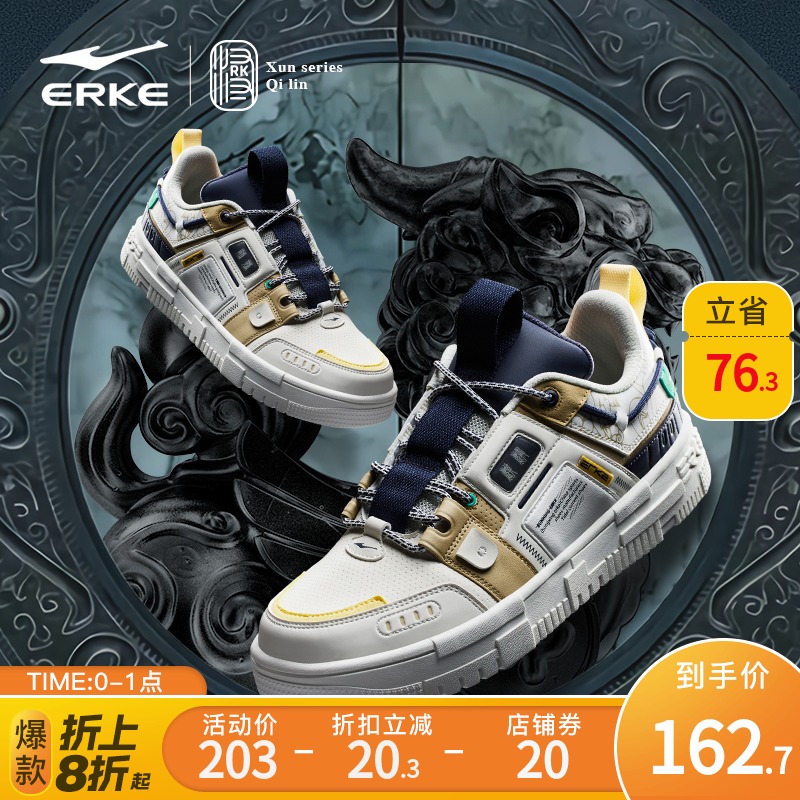 ERKE
RK
Xun series
Qi lin
立省
76.3
ERKE
TIME:0-1点
爆款
折上
8折起
活动价
203
-
折扣立减
20.3
-
店铺券
20
到手价
162.7